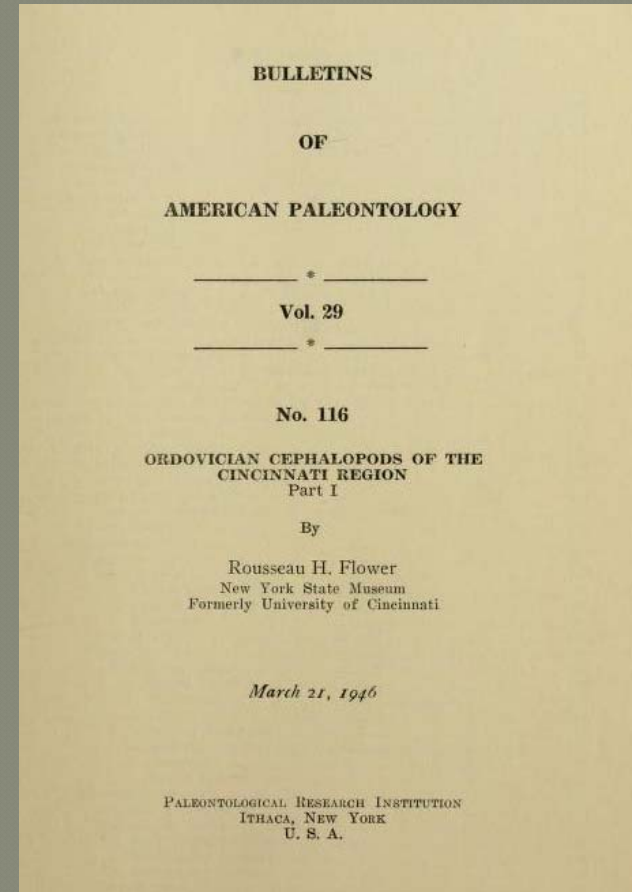 BULLETINS
OF
AMERICAN PALEONTOLOGY
*
Vol. 29
*
No. 116
ORDOVICIAN CEPHALOPODS OF THE
CINCINNATI REGION
Part I
By
Rousseau H. Flower
New York State Museum
Formerly University of Cincinnati
March 21, 1946
Paleontological Research Institution
Ithaca, New York
U. S. A.